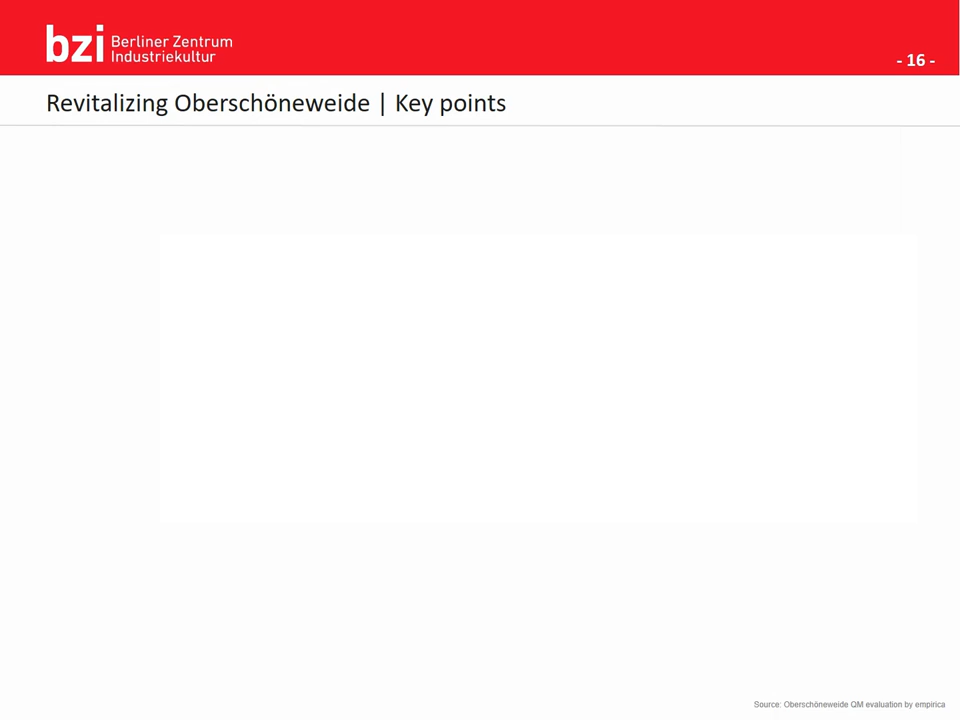 bzi Berliner Zentrum
Industriekultur
- 16 -
Revitalizing Oberschöneweide | Key points
Source: Oberschöneweide QM evaluation by empirica